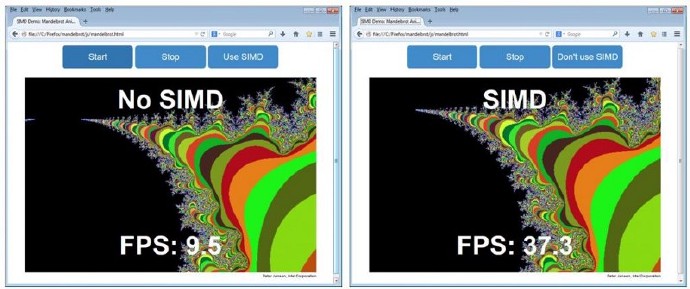 File Edit View History Bookmarks Tools Help
SIMD Demo: Mandelbrot Ani...
file:///C:/Firefox/mandelbrot/js/mandelbrot.html
Google
Start Stop Use SIMD
No SIMD
FPS: 9.5
Peter Jensen, Intel Corporation
File Edit View History Bookmarks Tools Help
SIMD Demo: Mandelbrot Ani...
file:///C:/Firefox/mandelbrot/js/mandelbrot.html
Google
Start Stop Don't use SIMD
SIMD
FPS: 37.3
Peter Jensen, Intel Corporation